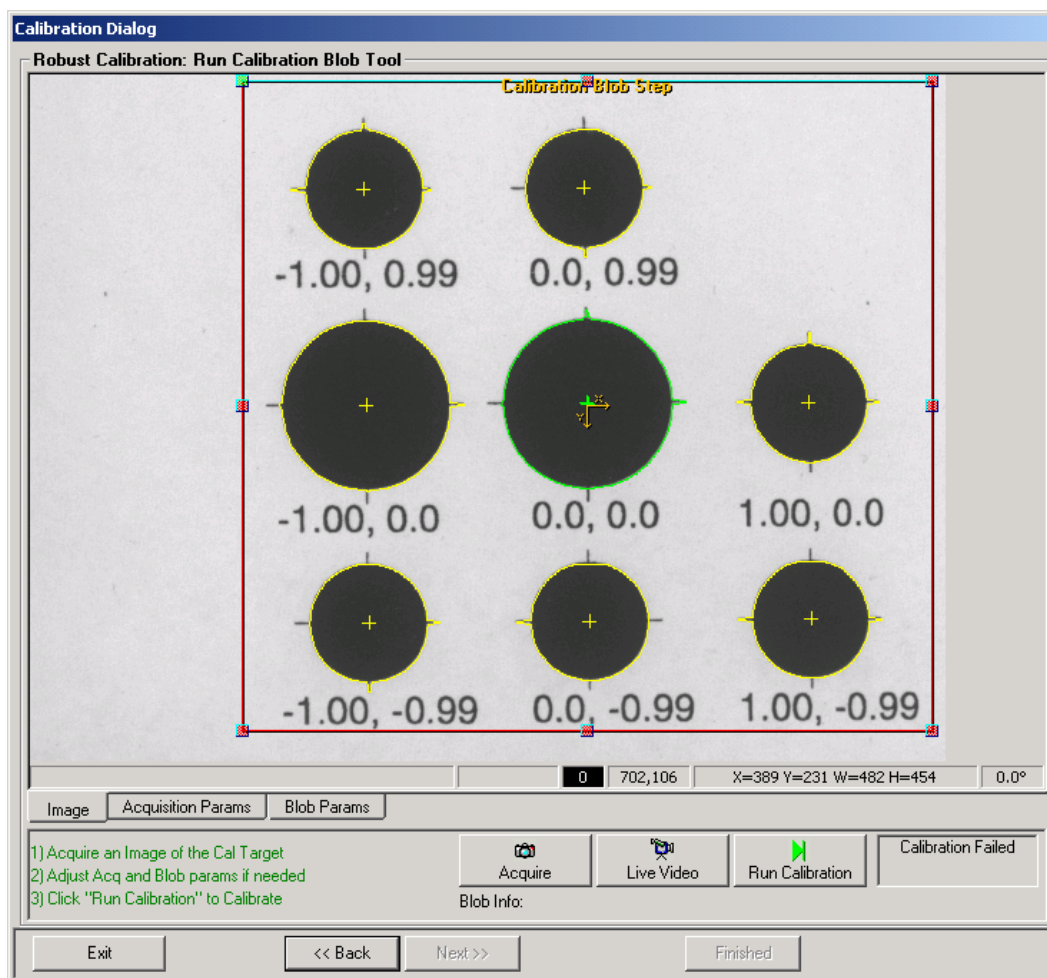 Calibration Dialog
Robust Calibration: Run Calibration Blob Tool
Calibration Blob Step
-1.00, 0.99 0.0, 0.99
X
Y
-1.00, 0.0 0.0, 0.0 1.00, 0.0
-1.00, -0.99 0.0, -0.99 1.00, -0.99
0 702,106 X=389 Y=231 W=482 H=454 0.0°
Image Acquisition Params Blob Params
1) Acquire an Image of the Cal Target
2) Adjust Acq and Blob params if needed
3) Click "Run Calibration" to Calibrate
Acquire Live Video Run Calibration Calibration Failed
Blob Info:
Exit << Back Next >> Finished